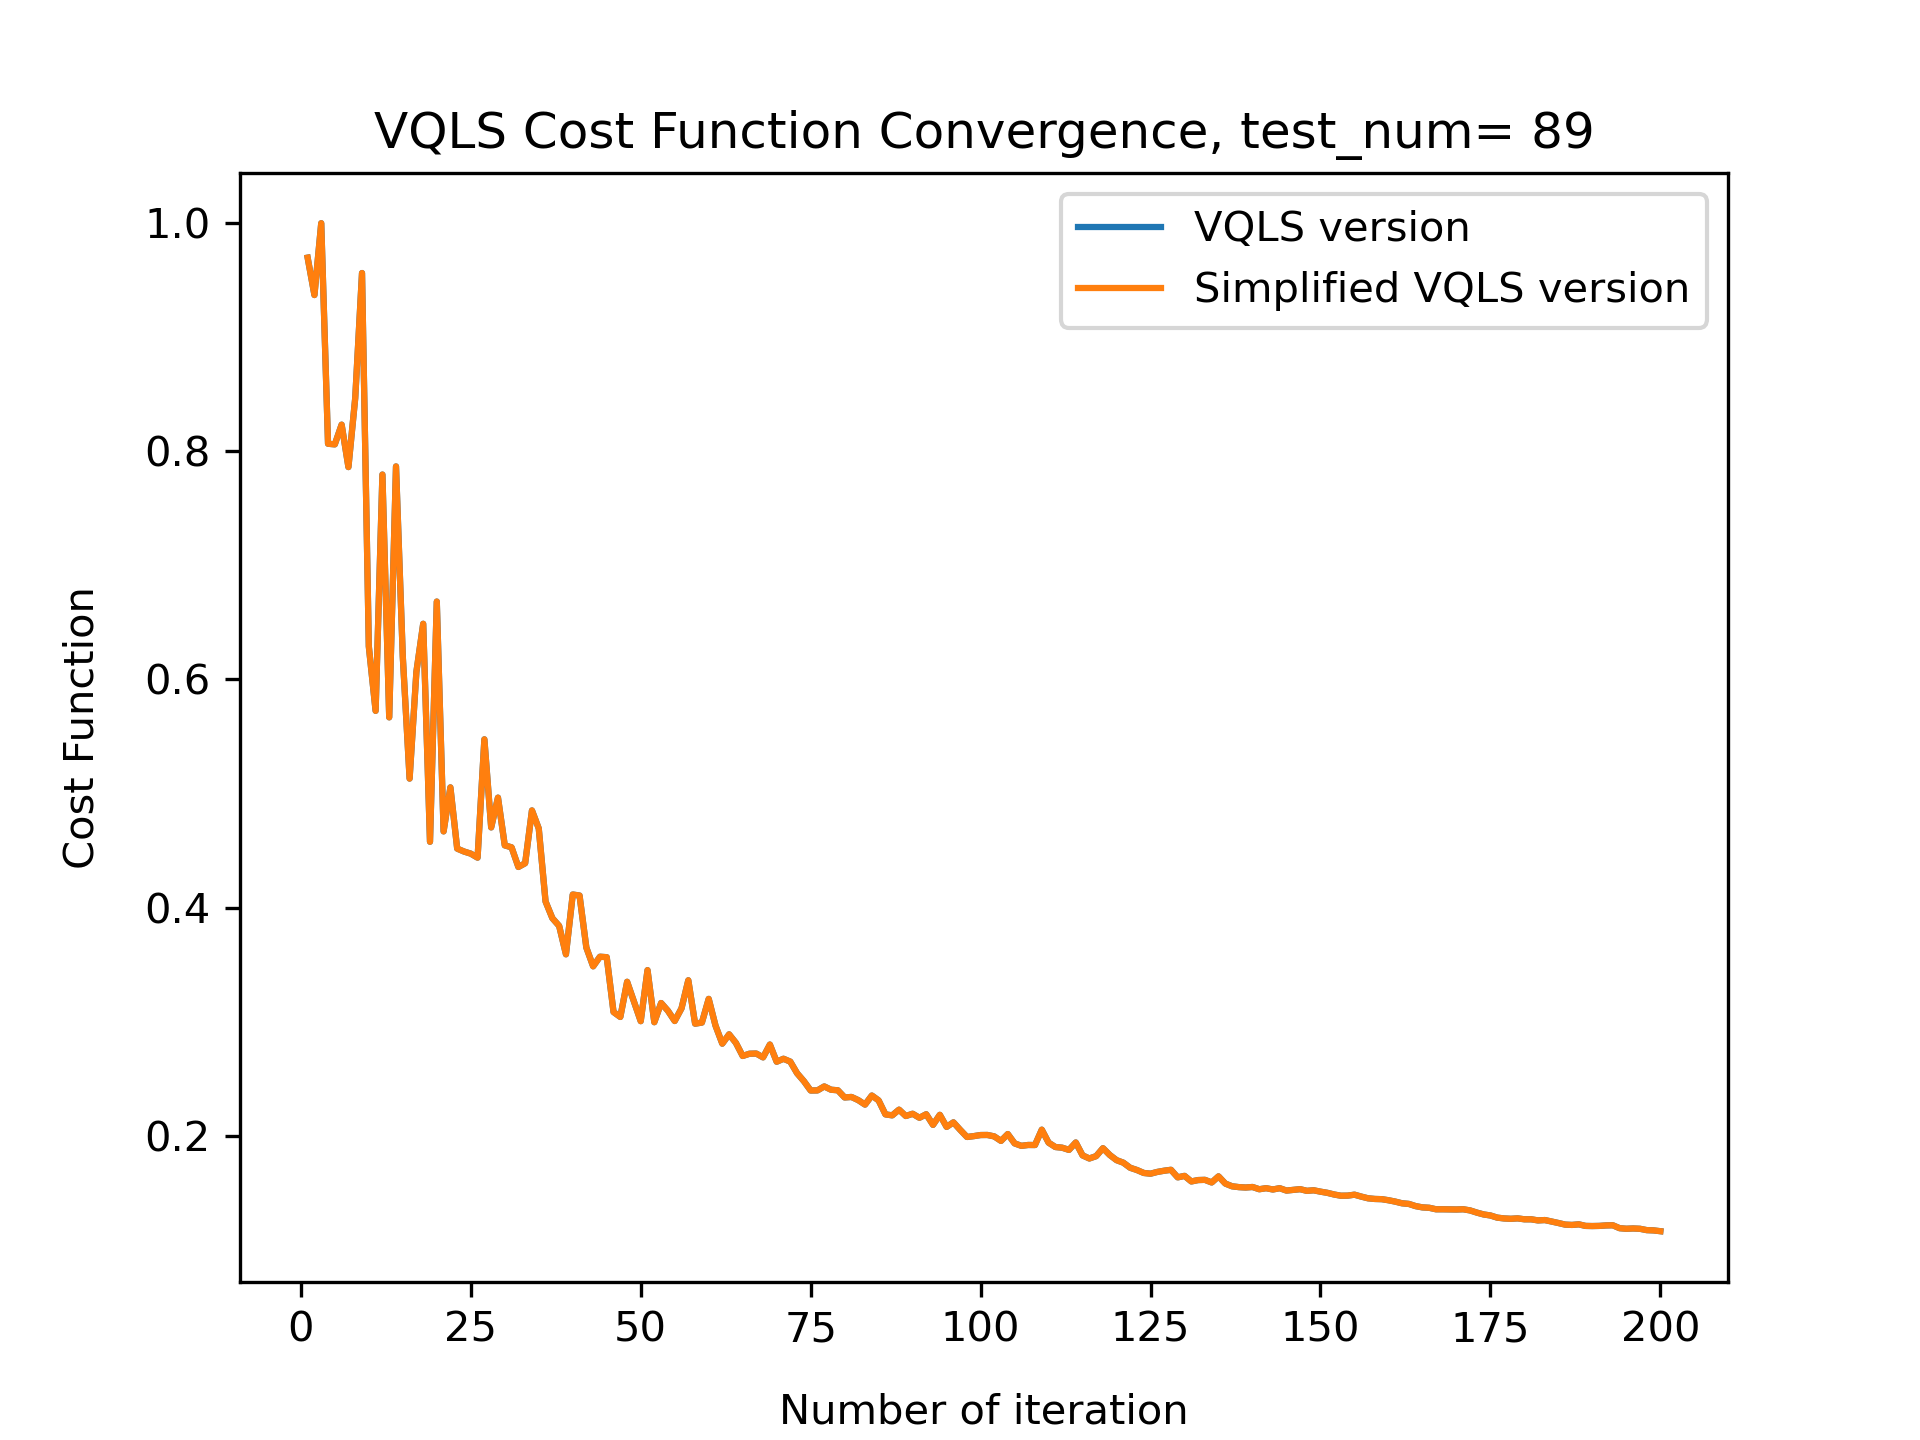 VQLS Cost Function Convergence, test_num= 89
VQLS version
Simplified VQLS version
1.0
0.8
0.6
0.4
0.2
Cost Function
0 25 50 75 100 125 150 175 200
Number of iteration